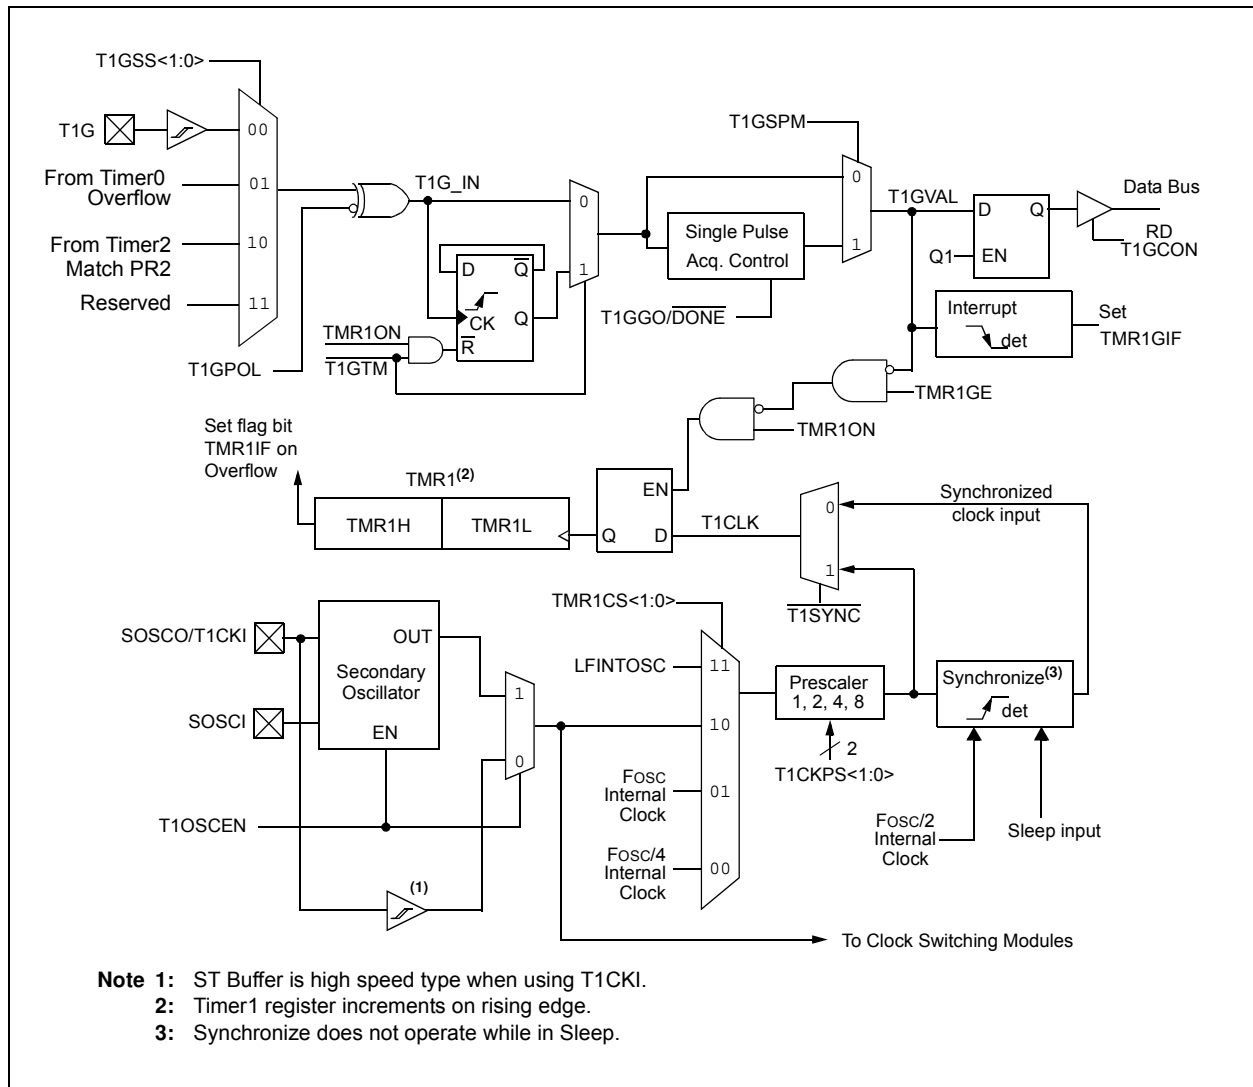 T1GSS<1:0>
T1G
00
From Timer0
Overflow
01
From Timer2
Match PR2
10
Reserved
11
T1GPOL
T1G_IN
D
Q
CK
Q
R
TMR1ON
T1GTM
0
1
T1GSPM
Single Pulse
Acq. Control
T1GGO/DONE
0
1
T1GVAL
D
Q
Q1
EN
Data Bus
RD
T1GCON
Interrupt
det
Set
TMR1GIF
TMR1GE
TMR1ON
Set flag bit
TMR1IF on
Overflow
TMR1(2)
TMR1H
TMR1L
EN
Q
D
T1CLK
0
1
T1SYNC
Synchronized
clock input
SOSCO/T1CKI
SOSCI
OUT
Secondary
Oscillator
EN
1
0
T1OSCEN
(1)
TMR1CS<1:0>
LFINTOSC
11
10
FOSC
Internal
Clock
01
FOSC/4
Internal
Clock
00
Prescaler
1, 2, 4, 8
2
T1CKPS<1:0>
Synchronize(3)
det
FOSC/2
Internal
Clock
Sleep input
To Clock Switching Modules
Note 1: ST Buffer is high speed type when using T1CKI.
2: Timer1 register increments on rising edge.
3: Synchronize does not operate while in Sleep.